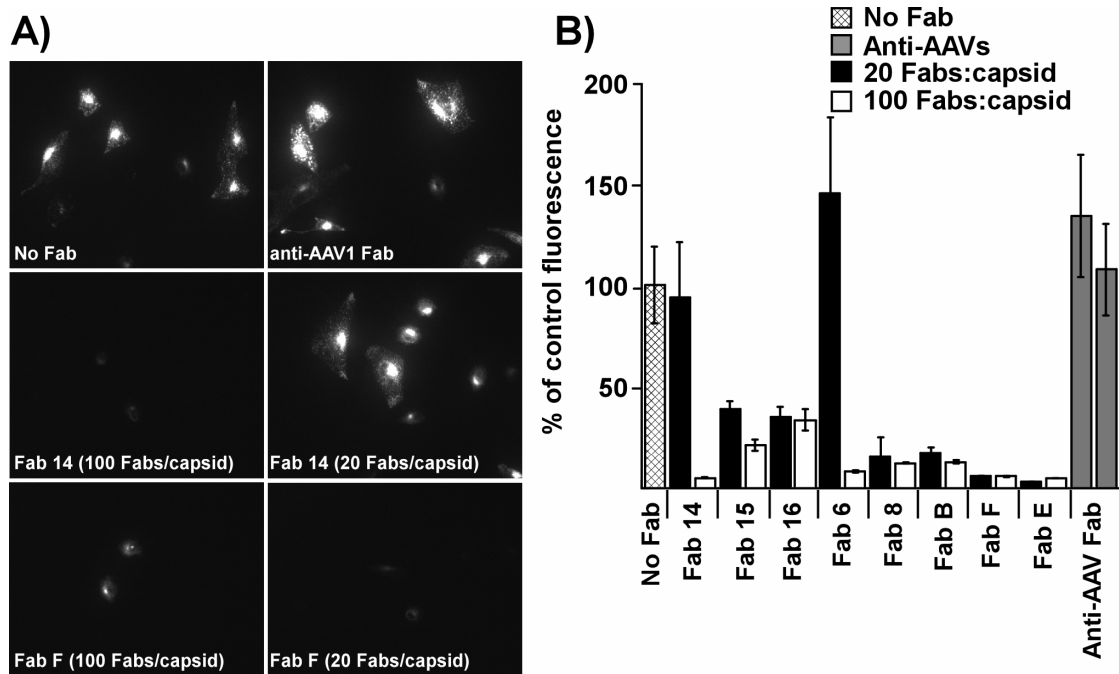 A)
No Fab
anti-AAV1 Fab
Fab 14 (100 Fabs/capsid)
Fab 14 (20 Fabs/capsid)
Fab F (100 Fabs/capsid)
Fab F (20 Fabs/capsid)
B)
No Fab
Anti-AAVs
20 Fabs:capsid
100 Fabs:capsid
% of control fluorescence
200
150
100
50
No Fab
Fab 14
Fab 15
Fab 16
Fab 6
Fab 8
Fab B
Fab F
Fab E
Anti-AAV Fab